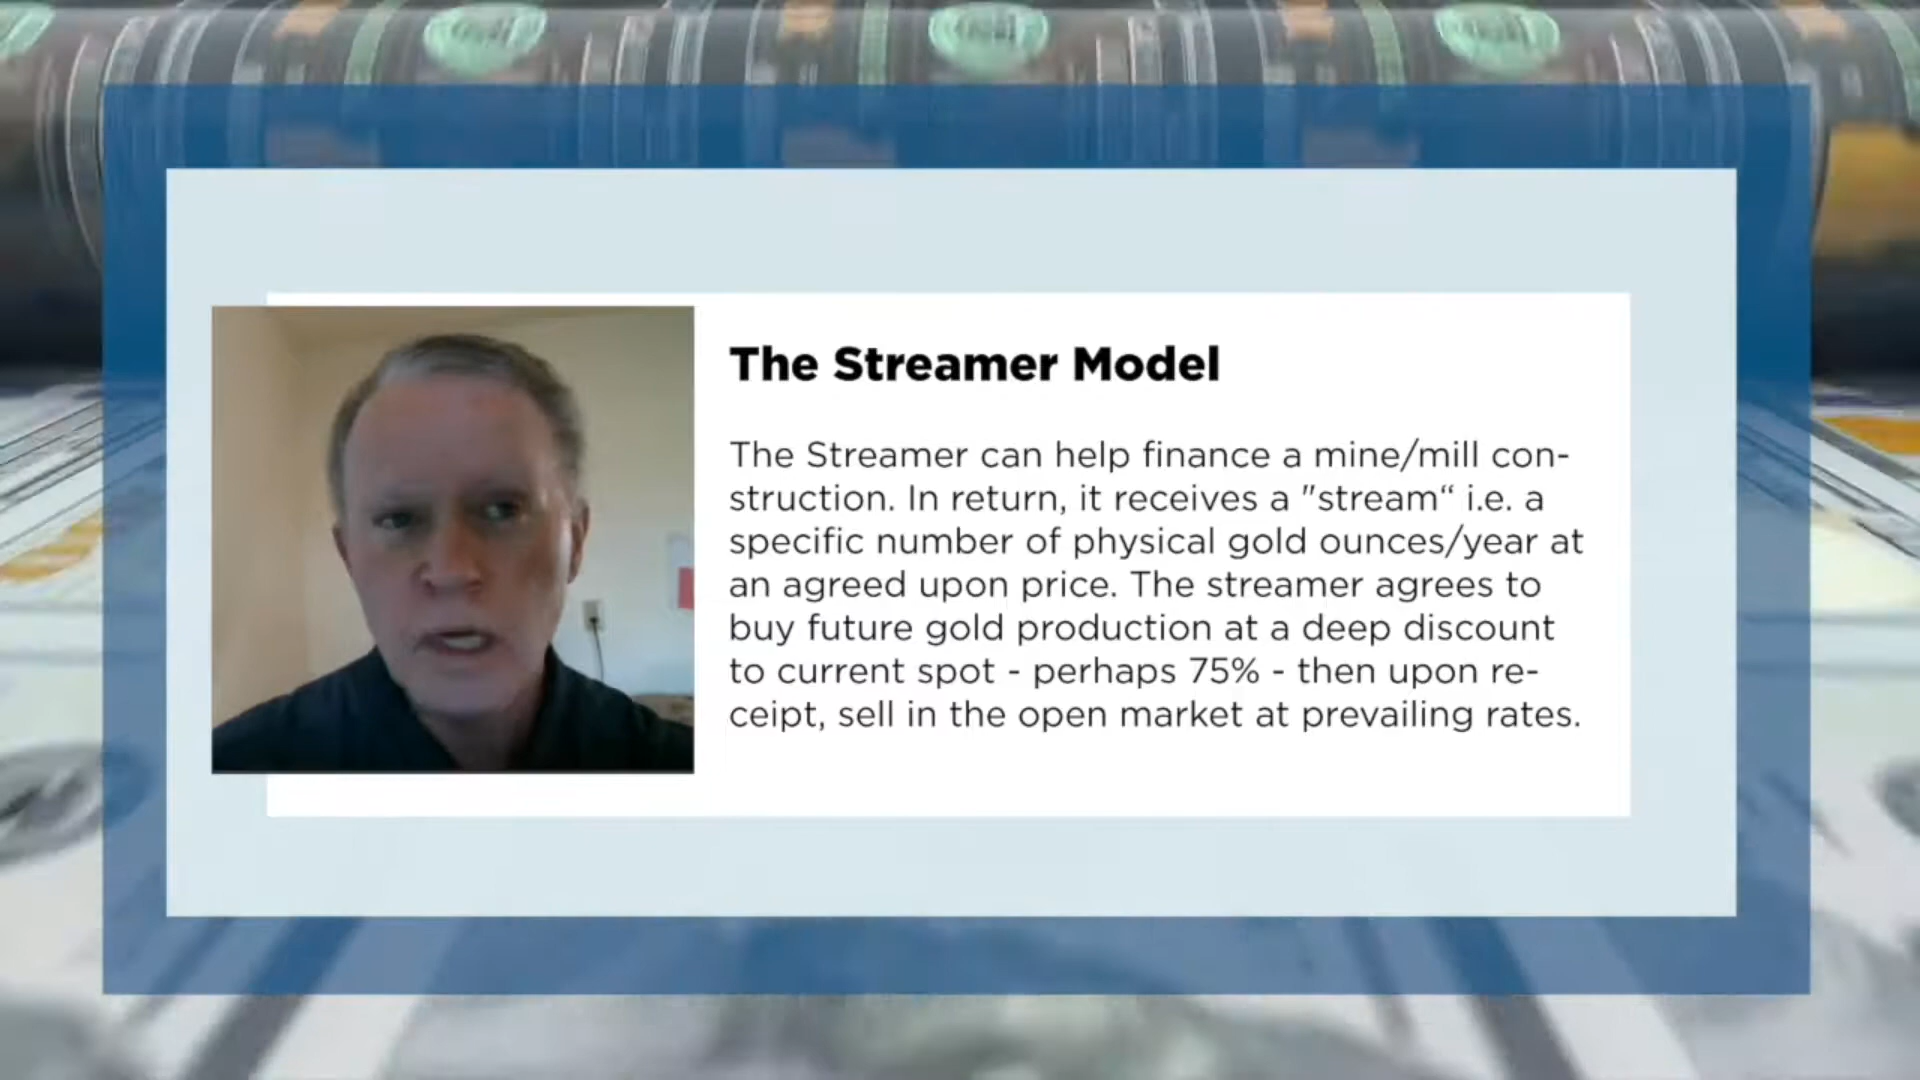 The Streamer Model
The Streamer can help finance a mine/mill con-
struction. In return, it receives a "stream“ i.e. a
specific number of physical gold ounces/year at
an agreed upon price. The streamer agrees to
buy future gold production at a deep discount
to current spot - perhaps 75% - then upon re-
ceipt, sell in the open market at prevailing rates.